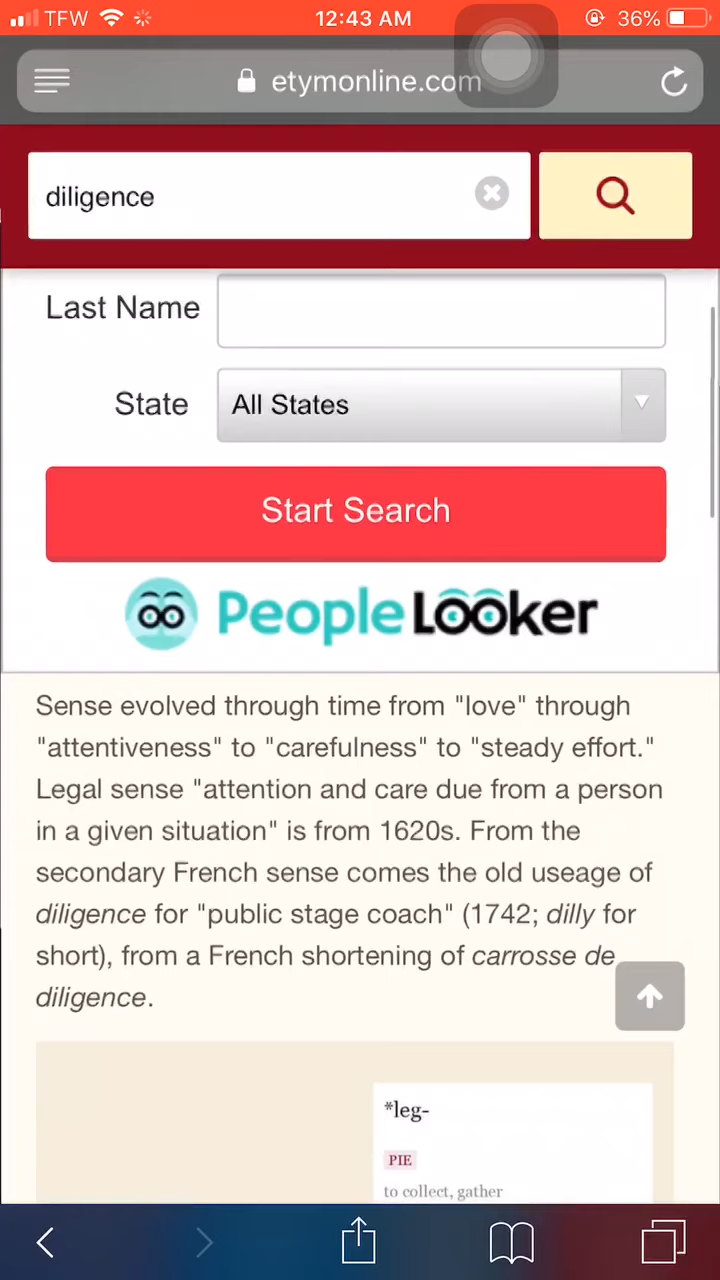 TFW 12:43 AM 36%
etymonline.com
diligence
Last Name
State All States
Start Search
PeopleLooker
Sense evolved through time from "love" through
"attentiveness" to "carefulness" to "steady effort."
Legal sense "attention and care due from a person
in a given situation" is from 1620s. From the
secondary French sense comes the old useage of
diligence for "public stage coach" (1742; dilly for
short), from a French shortening of carrosse de
diligence.
*leg-
PIE
to collect, gather